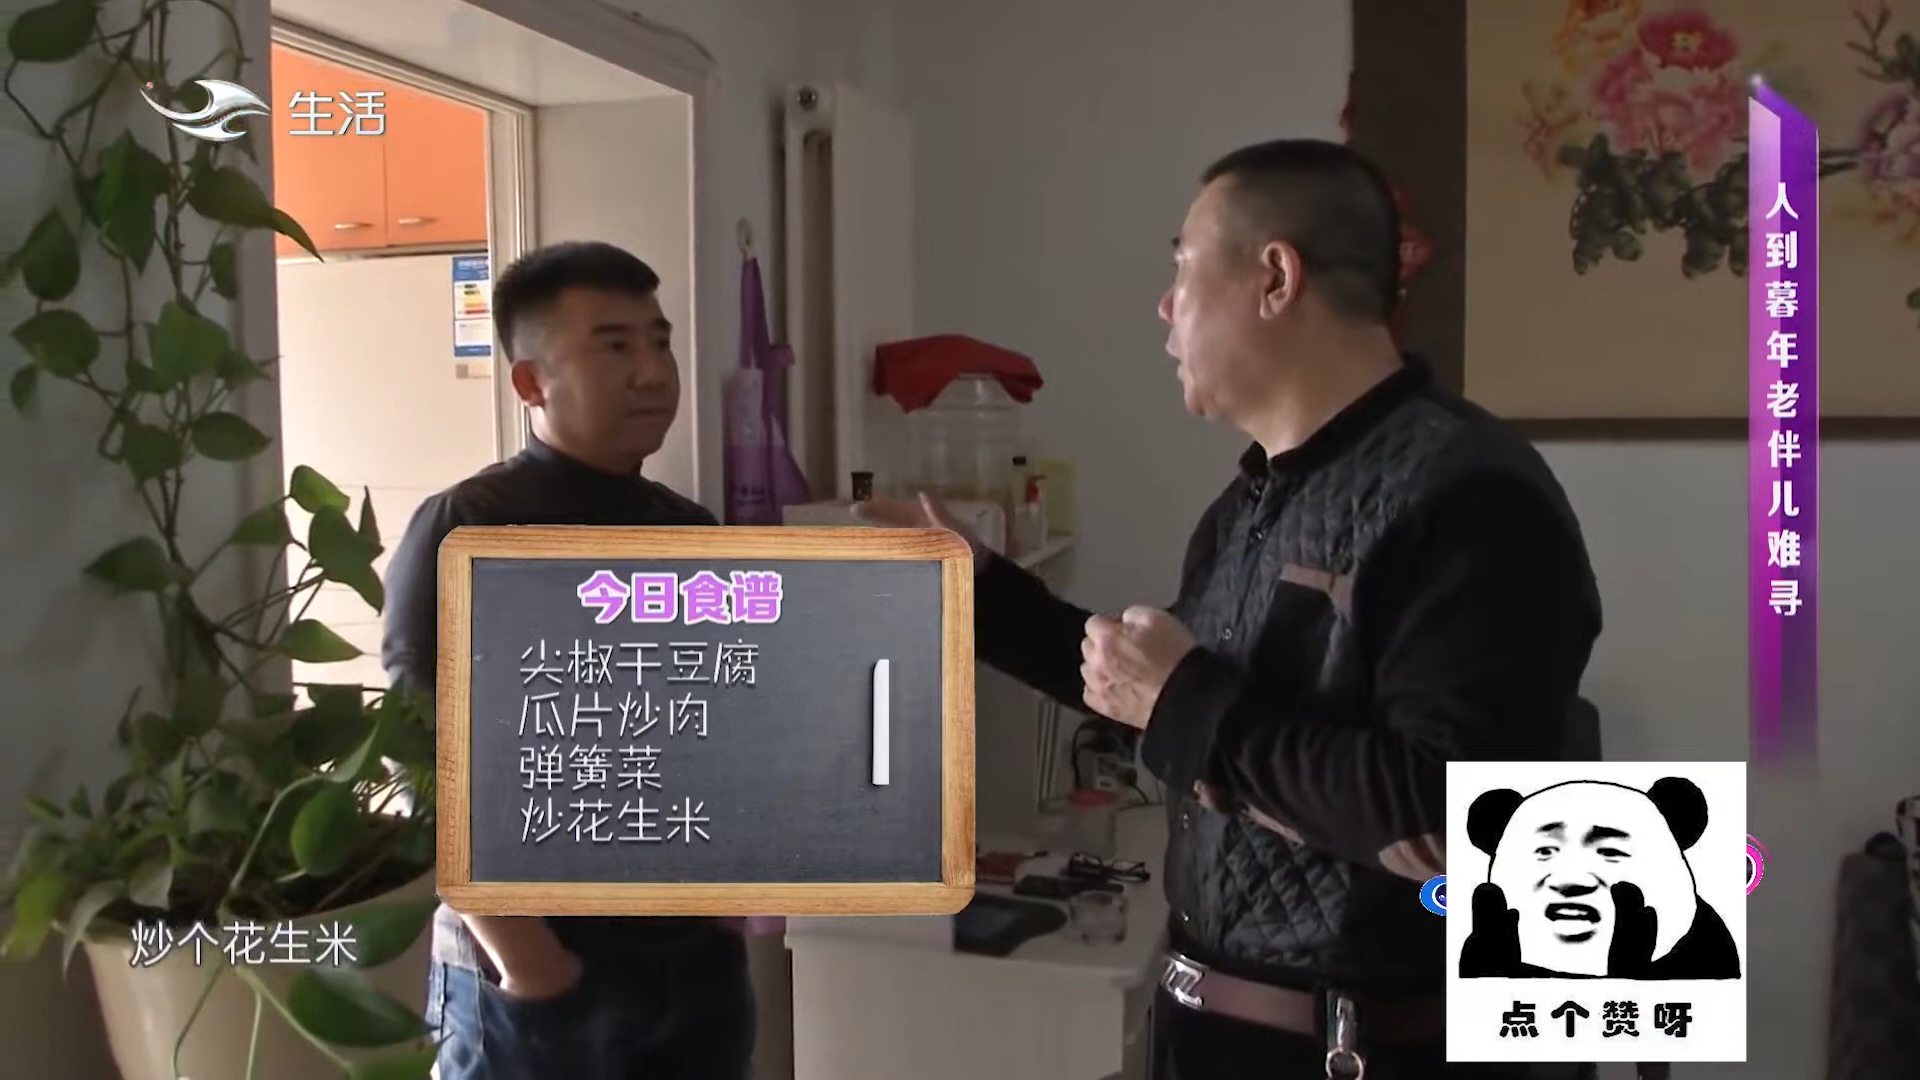 生活
人到暮年老伴儿难寻
今日食谱
尖椒干豆腐
瓜片炒肉
弹簧菜
炒花生米
炒个花生米
点个赞呀